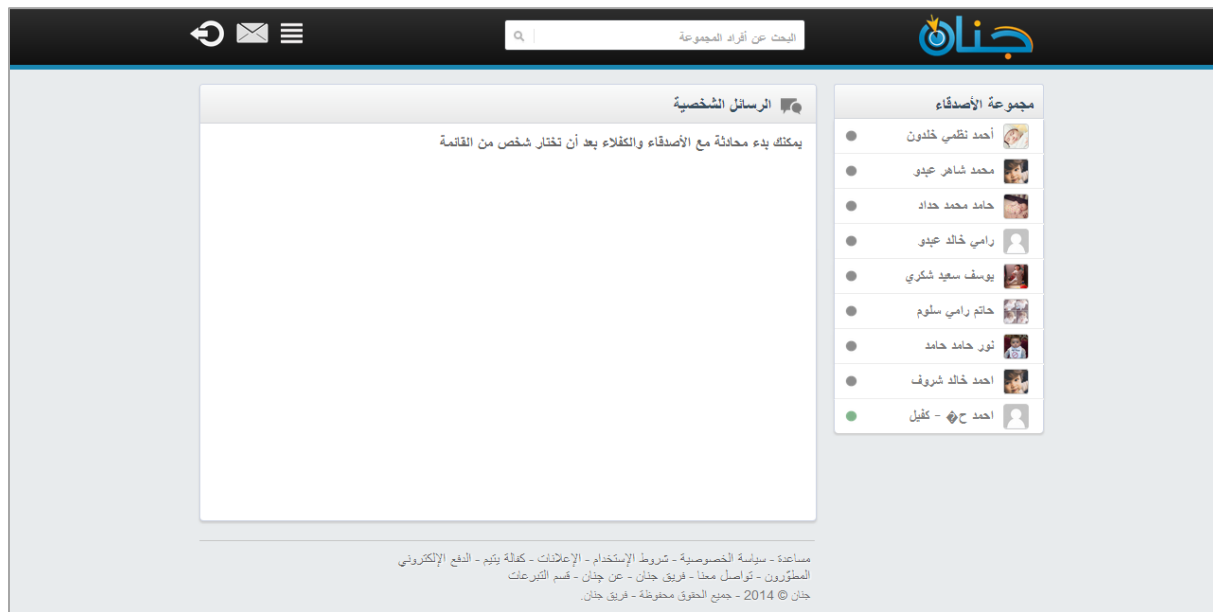 جنان
البحث عن أفراد المجموعة
مجموعة الأصدقاء
أحمد نظمي خلدون
محمد شاهر عبدو
حامد محمد حداد
رامي خالد عبدو
يوسف سعيد شكري
حاتم رامي سلوم
نور حامد حامد
احمد خالد شروف
احمد ح� - كفيل
الرسائل الشخصية
يمكنك بدء محادثة مع الأصدقاء والكفلاء بعد أن تختار شخص من القائمة
مساعدة - سياسة الخصوصية - شروط الإستخدام - الإعلانات - كفالة يتيم - الدفع الإلكتروني
المطوّرون - تواصل معنا - فريق جنان - عن جنان - قسم التبرعات
جنان © 2014 - جميع الحقوق محفوظة - فريق جنان.